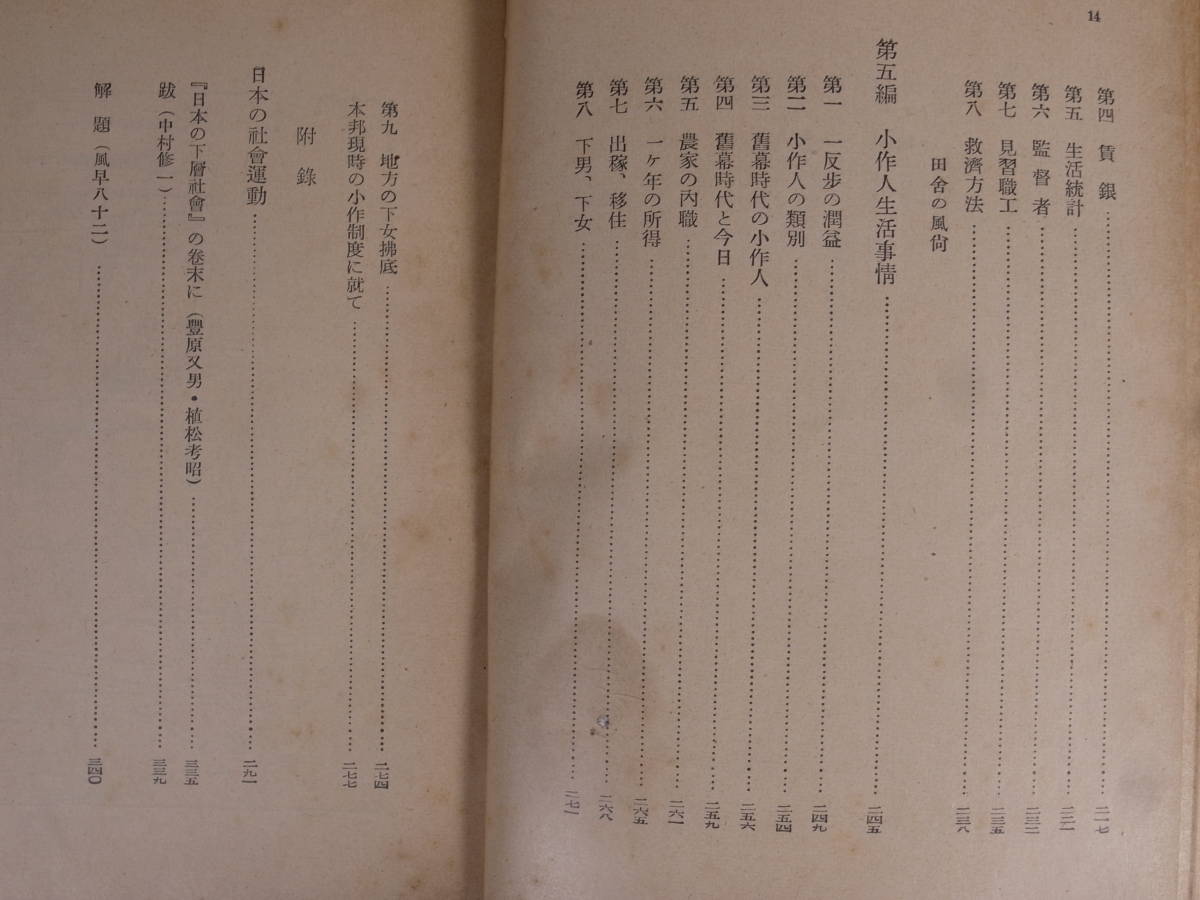 14
第四 賃銀……二一七
第五 生活統計……二二一
第六 監督者……二三二
第七 見習職工……二三五
第八 救濟方法……二三八
田舍の風尙
第五編 小作人生活事情……二四五
第一 一反步の潤益……二四九
第二 小作人の類別……二五四
第三 舊幕時代の小作人……二五六
第四 舊幕時代と今日……二五九
第五 農家の內職……二六一
第六 一ヶ年の所得……二六五
第七 出稼、移住……二六八
第八 下男、下女……二七一
第九 地方の下女拂底……二七四
本邦現時の小作制度に就て……二七七
附錄
日本の社會運動……二九一
『日本の下層社會』の卷末に（豐原又男・植松考昭）……三三五
跋（中村修一）……三三九
解題（風早八十二）……三四〇